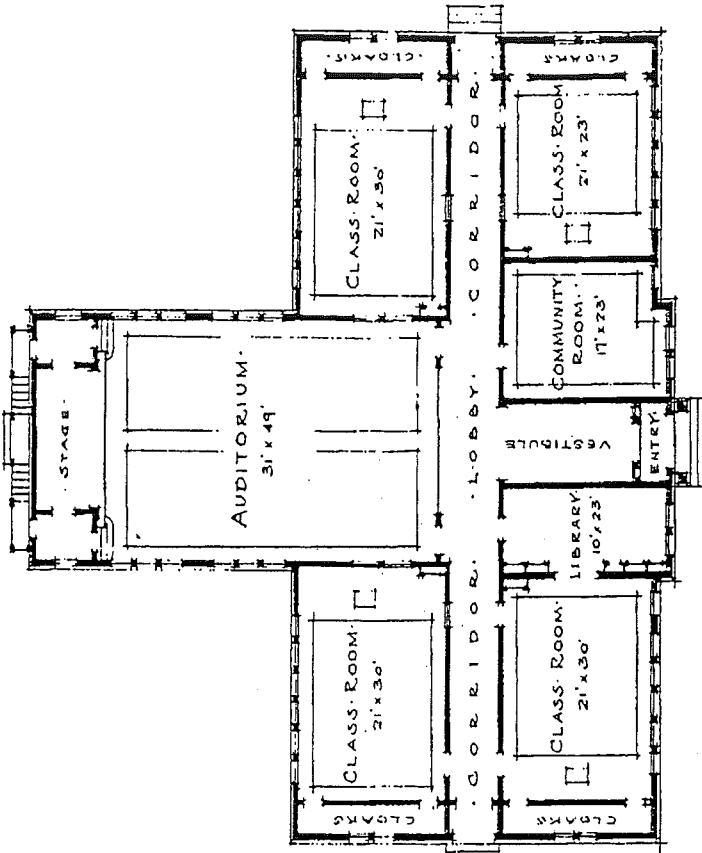 ·CLOAKS·
CLASS·ROOM·
21' x 30'
·CORRIDOR·
CLOAKS
CLASS·ROOM
21' x 23'
COMMUNITY
ROOM·
17' x 23'
·STAGE·
AUDITORIUM·
31' x 49'
·LOBBY·
VESTIBULE
ENTRY·
LIBRARY·
10' x 23'
CLASS·ROOM·
21' x 30'
·CORRIDOR·
CLASS·ROOM·
21' x 30'
CLOAKS
CLOAKS